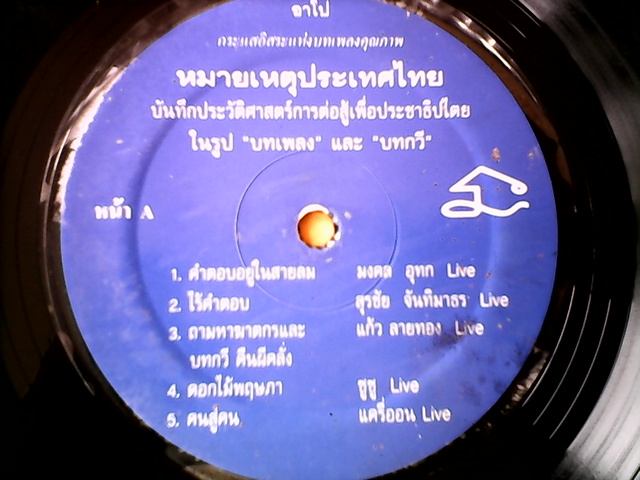 อาโป
กระแสอิสระแห่งบทเพลงคุณภาพ
หมายเหตุประเทศไทย
บันทึกประวัติศาสตร์การต่อสู้เพื่อประชาธิปไตย
ในรูป "บทเพลง" และ "บทกวี"
หน้า A
1. คำตอบอยู่ในสายลม มงคล อุทก Live
2. ไร้คำตอบ สุรชัย จันทิมาธร Live
3. ถามหาฆาตกรและ แก้ว ลายทอง Live
บทกวี คืนผีคลั่ง
4. ดอกไม้พฤษภา ซูซู Live
5. คนสู่คน แครี่ออน Live